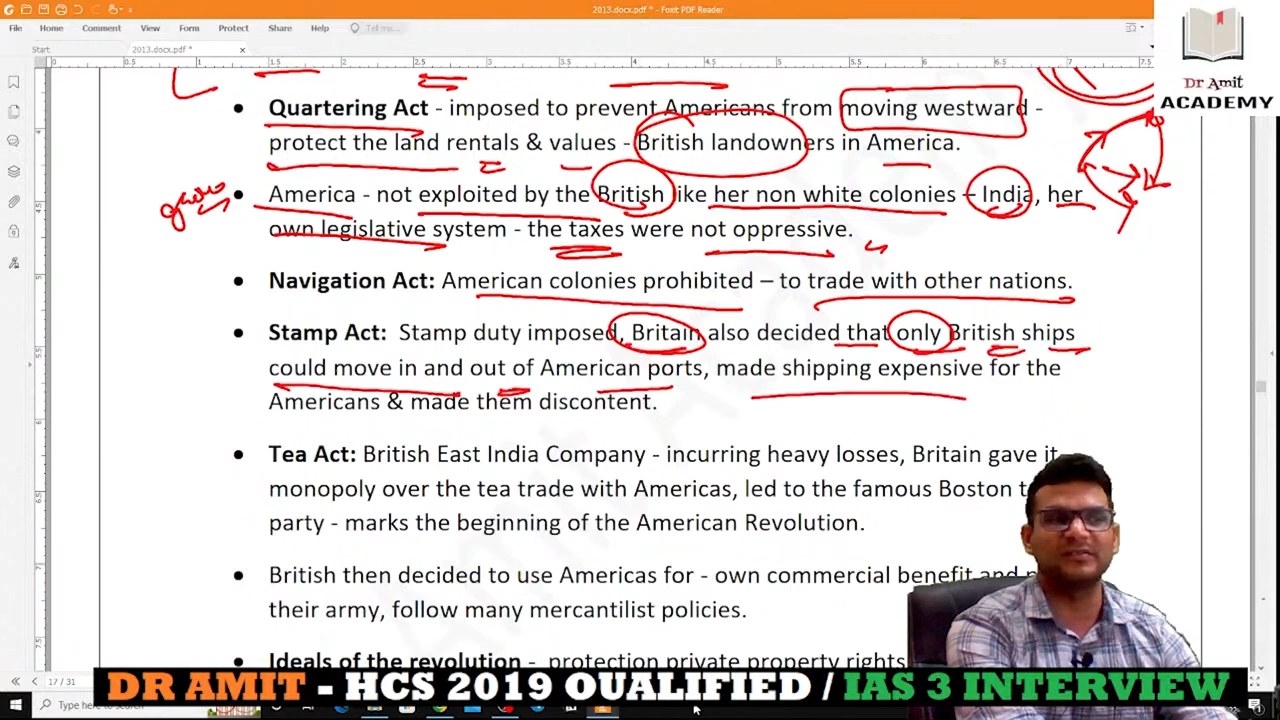 2013.docx.pdf * - Foxit PDF Reader
File Home Comment View Form Protect Share Help Tell me...
Start 2013.docx.pdf *
Dr Amit
ACADEMY
Quartering Act - imposed to prevent Americans from moving westward -
protect the land rentals & values - British landowners in America.
America - not exploited by the British like her non white colonies – India, her
own legislative system - the taxes were not oppressive.
Navigation Act: American colonies prohibited – to trade with other nations.
Stamp Act: Stamp duty imposed, Britain also decided that only British ships
could move in and out of American ports, made shipping expensive for the
Americans & made them discontent.
Tea Act: British East India Company - incurring heavy losses, Britain gave it
monopoly over the tea trade with Americas, led to the famous Boston
party - marks the beginning of the American Revolution.
British then decided to use Americas for - own commercial benefit and
their army, follow many mercantilist policies.
Ideals of the revolution - protection private property rights
17 / 31
DR AMIT - HCS 2019 QUALIFIED / IAS 3 INTERVIEW
Type here to search